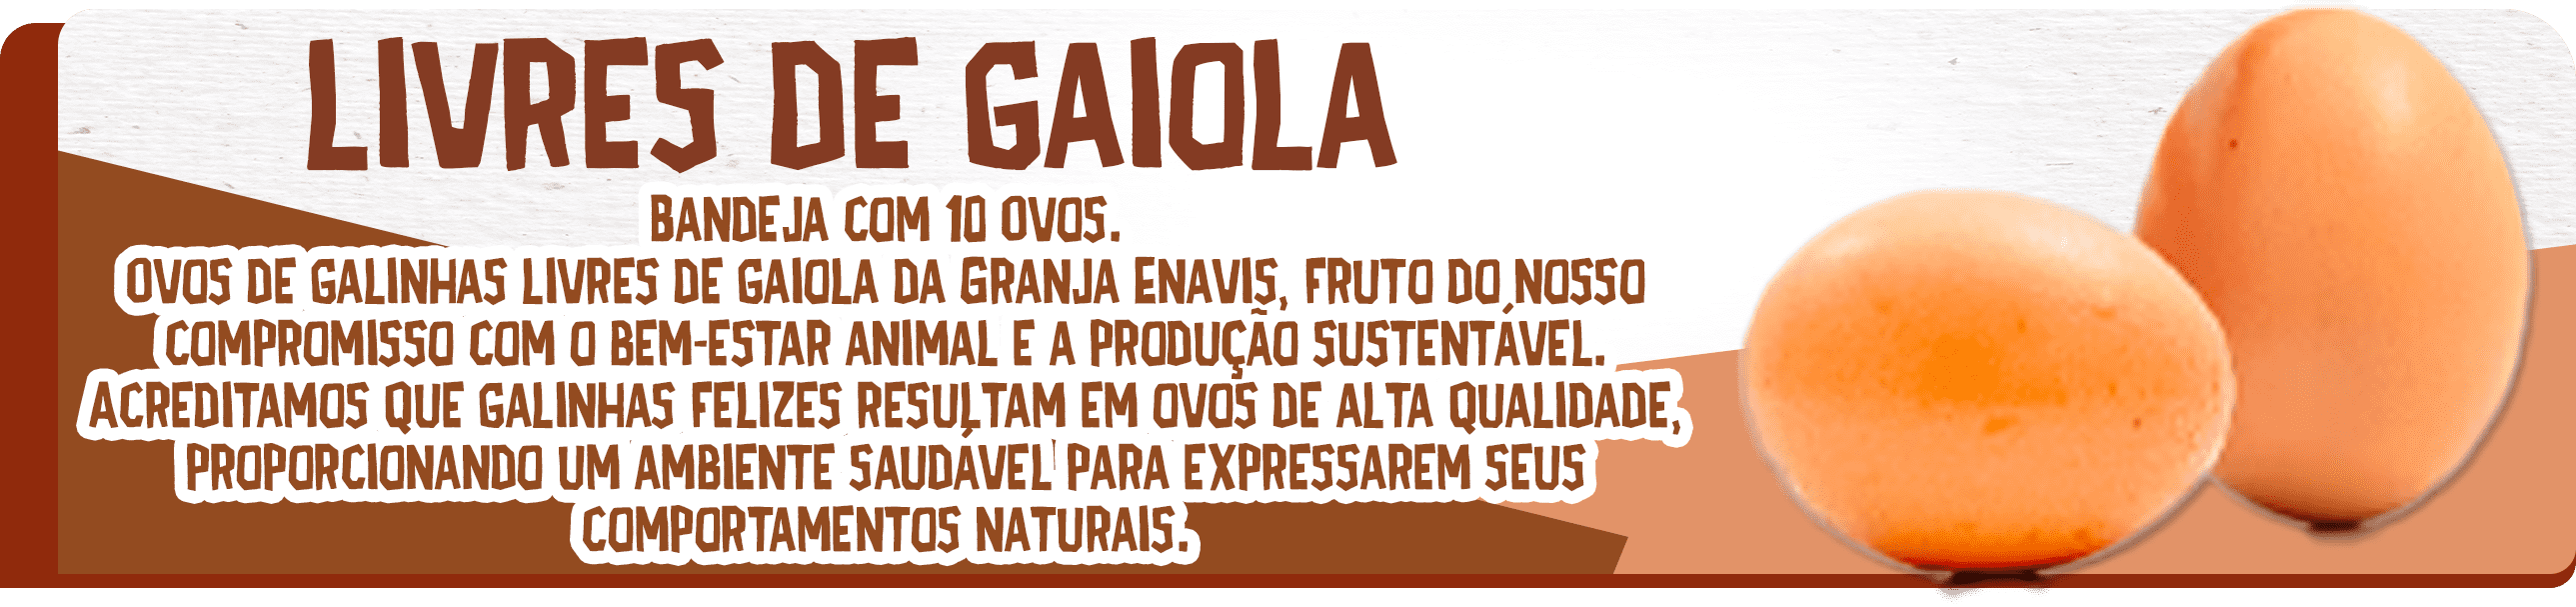 LIVRES DE GAIOLA
BANDEJA COM 10 OVOS.
OVOS DE GALINHAS LIVRES DE GAIOLA DA GRANJA ENAVIS, FRUTO DO NOSSO
COMPROMISSO COM O BEM-ESTAR ANIMAL E A PRODUÇÃO SUSTENTÁVEL.
ACREDITAMOS QUE GALINHAS FELIZES RESULTAM EM OVOS DE ALTA QUALIDADE,
PROPORCIONANDO UM AMBIENTE SAUDÁVEL PARA EXPRESSAREM SEUS
COMPORTAMENTOS NATURAIS.